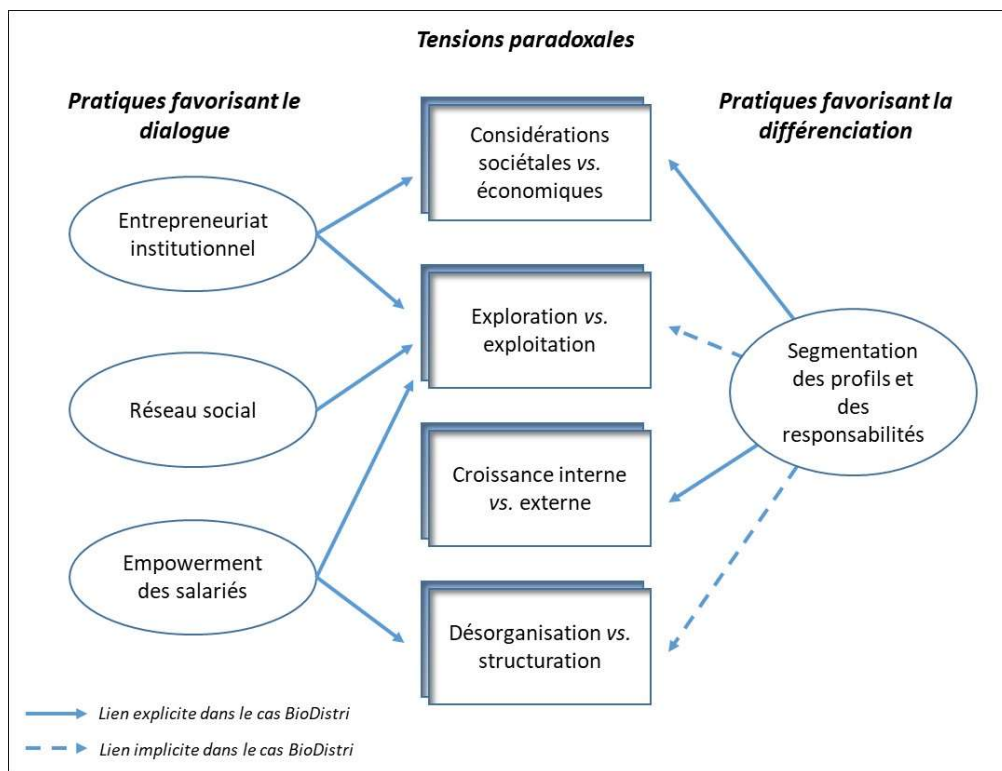 Tensions paradoxales
Pratiques favorisant le
dialogue
Entrepreneuriat
institutionnel
Réseau social
Empowerment
des salariés
Considérations
sociétales vs.
économiques
Exploration vs.
exploitation
Croissance interne
vs. externe
Désorganisation vs.
structuration
Pratiques favorisant la
différenciation
Segmentation
des profils et
des
responsabilités
Lien explicite dans le cas BioDistri
Lien implicite dans le cas BioDistri